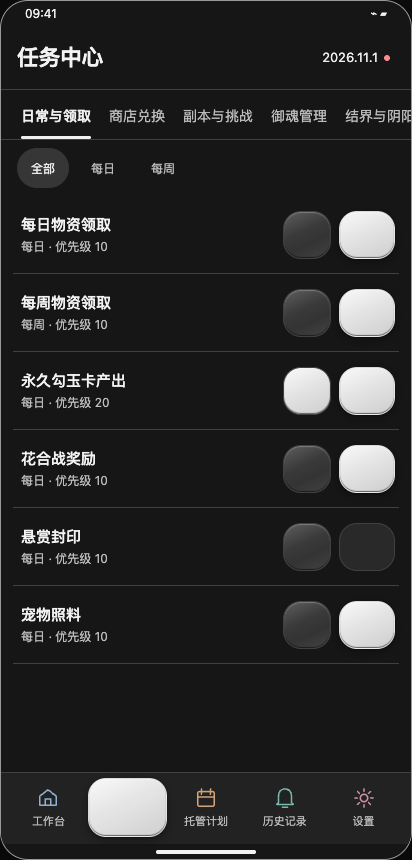 09:41
任务中心
2026.11.1
日常与领取 商店兑换 副本与挑战 御魂管理 结界与阴阳
全部 每日 每周
每日物资领取
每日 · 优先级 10
每周物资领取
每周 · 优先级 10
永久勾玉卡产出
每日 · 优先级 20
花合战奖励
每日 · 优先级 10
悬赏封印
每日 · 优先级 10
宠物照料
每日 · 优先级 10
工作台 托管计划 历史记录 设置